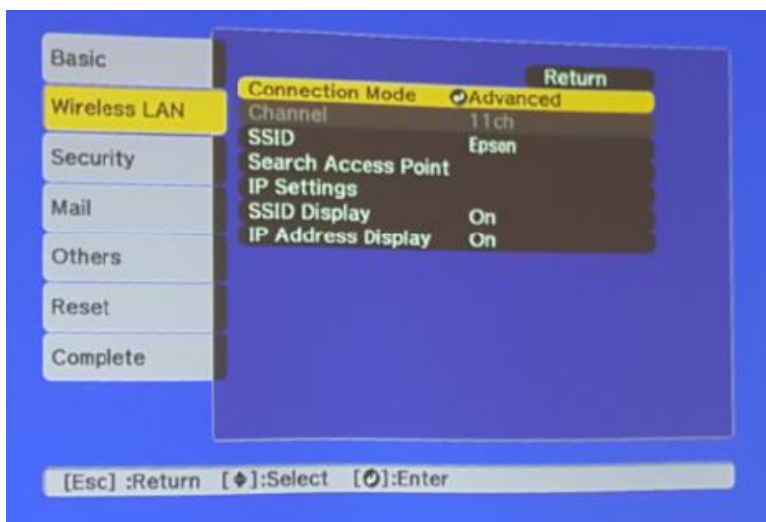 Basic
Wireless LAN
Security
Mail
Others
Reset
Complete
Return
Connection Mode Advanced
Channel 11ch
SSID Epson
Search Access Point
IP Settings
SSID Display On
IP Address Display On
[Esc] :Return [ ]:Select [ ]:Enter